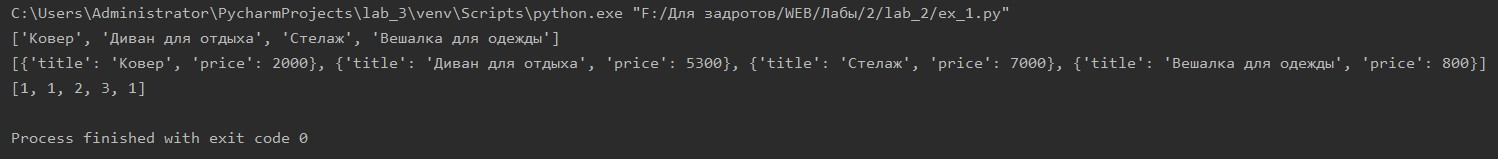 C:\Users\Administrator\PycharmProjects\lab_3\venv\Scripts\python.exe "F:/Для задротов/WEB/Лабы/2/lab_2/ex_1.py"
['Ковер', 'Диван для отдыха', 'Стелаж', 'Вешалка для одежды']
[{'title': 'Ковер', 'price': 2000}, {'title': 'Диван для отдыха', 'price': 5300}, {'title': 'Стелаж', 'price': 7000}, {'title': 'Вешалка для одежды', 'price': 800}]
[1, 1, 2, 3, 1]
Process finished with exit code 0